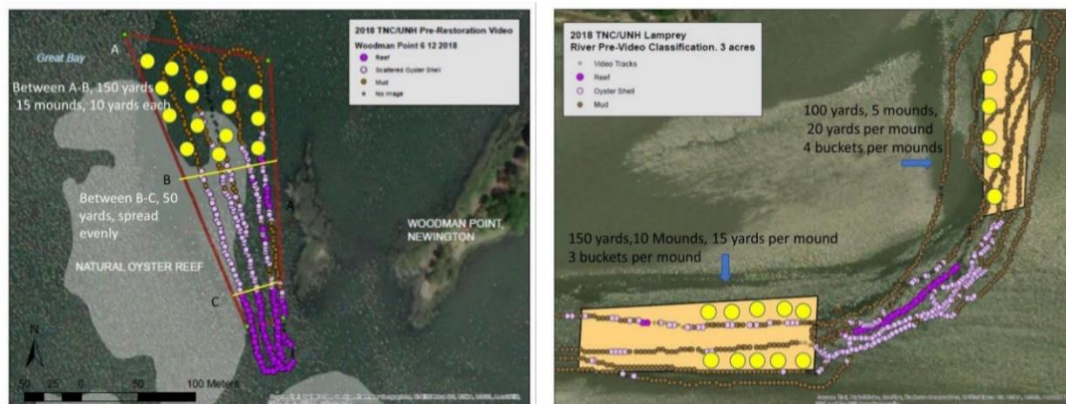 2018 TNC/UNH Pre-Restoration Video
Woodman Point 6 12 2018
Reef
Scattered Oyster Shell
Mud
No Image
Great Bay
A
Between A-B, 150 yards
15 mounds, 10 yards each
B
Between B-C, 50
yards, spread
evenly
A
WOODMAN POINT,
NEWINGTON
NATURAL OYSTER REEF
C
N
50 25 0 50 100 Meters
2018 TNC/UNH Lamprey
River Pre-Video Classification. 3 acres
Video Tracks
Reef
Oyster Shell
Mud
100 yards, 5 mounds,
20 yards per mound
4 buckets per mounds
150 yards,10 Mounds, 15 yards per mound
3 buckets per mound